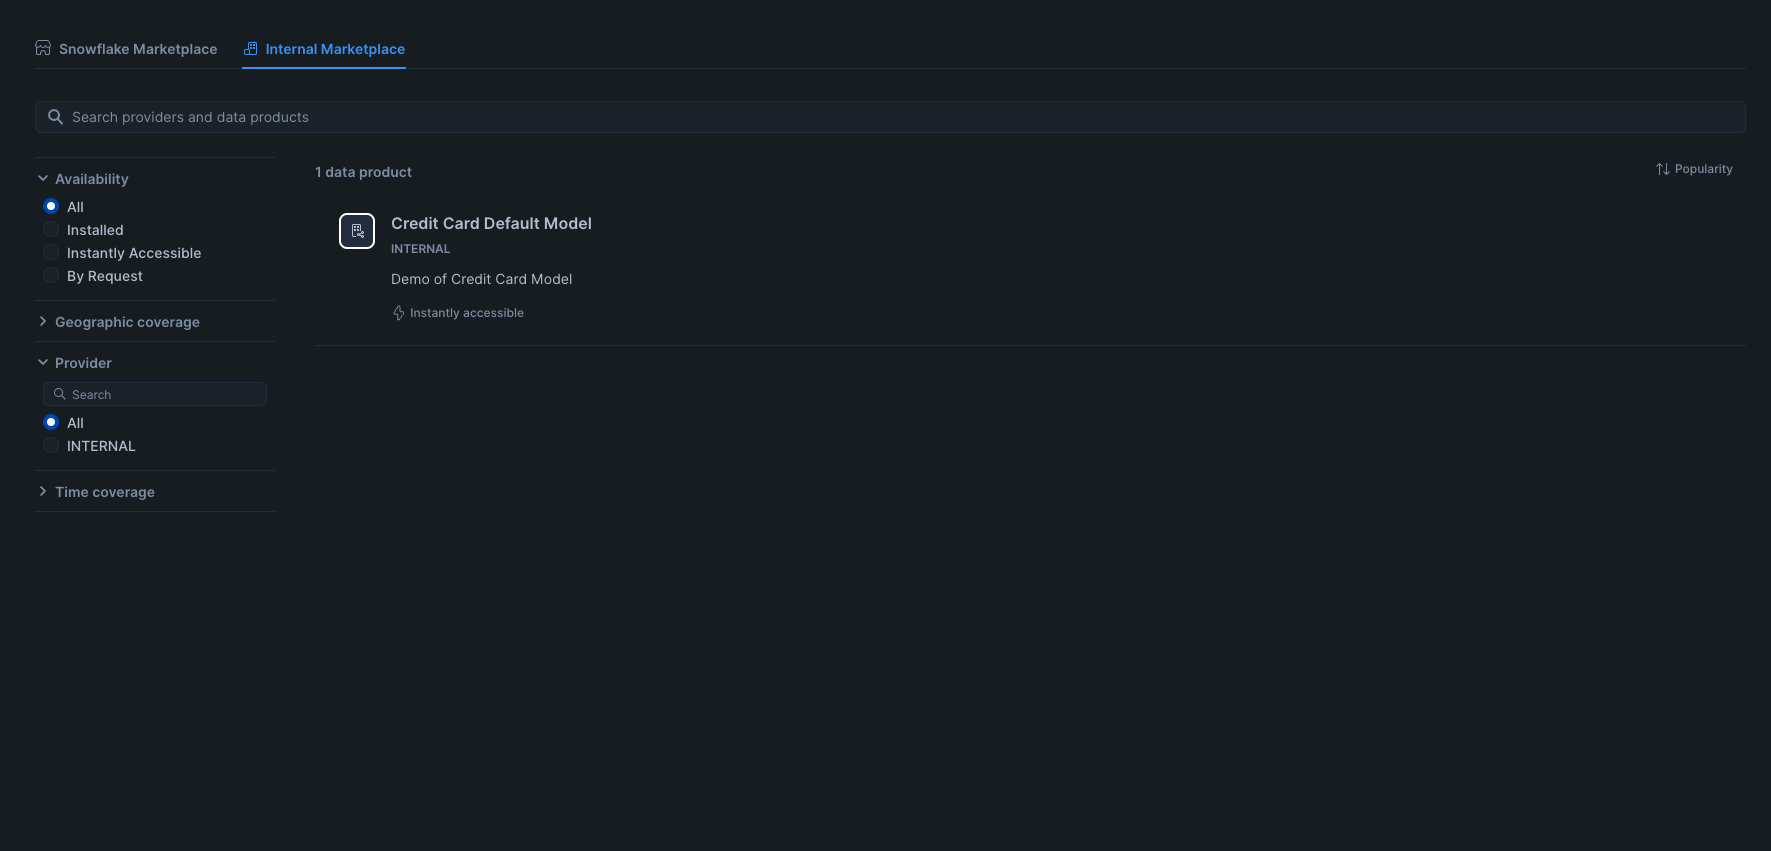 Snowflake Marketplace
Internal Marketplace
Search providers and data products
Availability
All
Installed
Instantly Accessible
By Request
Geographic coverage
Provider
Search
All
INTERNAL
Time coverage
1 data product
Popularity
Credit Card Default Model
INTERNAL
Demo of Credit Card Model
Instantly accessible